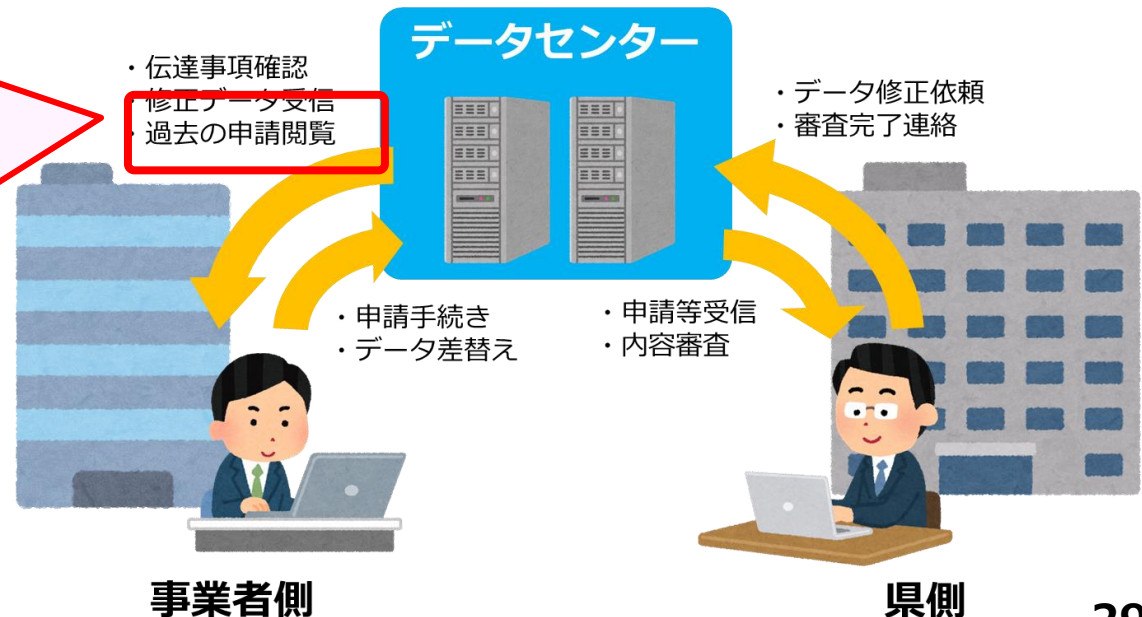 データセンター
・伝達事項確認
・修正データ受信
・過去の申請閲覧
・データ修正依頼
・審査完了連絡
・申請手続き
・データ差替え
・申請等受信
・内容審査
事業者側
県側
29